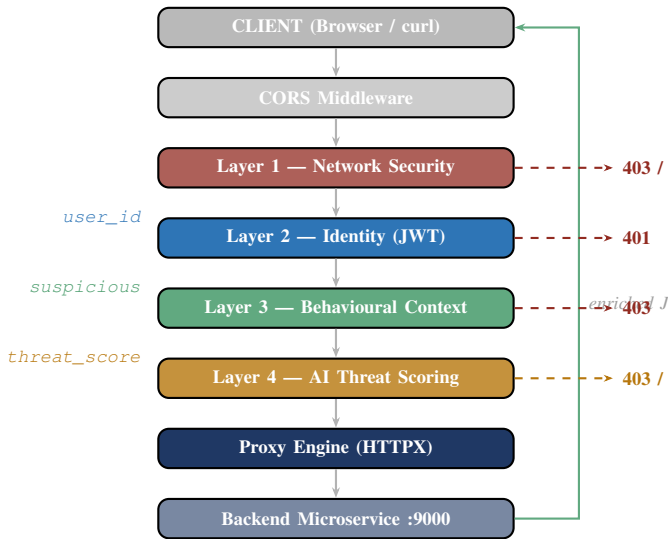 CLIENT (Browser / curl)
CORS Middleware
Layer 1 — Network Security
403 /
user_id
Layer 2 — Identity (JWT)
401
suspicious
Layer 3 — Behavioural Context
enriched J
403
threat_score
Layer 4 — AI Threat Scoring
403 /
Proxy Engine (HTTPX)
Backend Microservice :9000